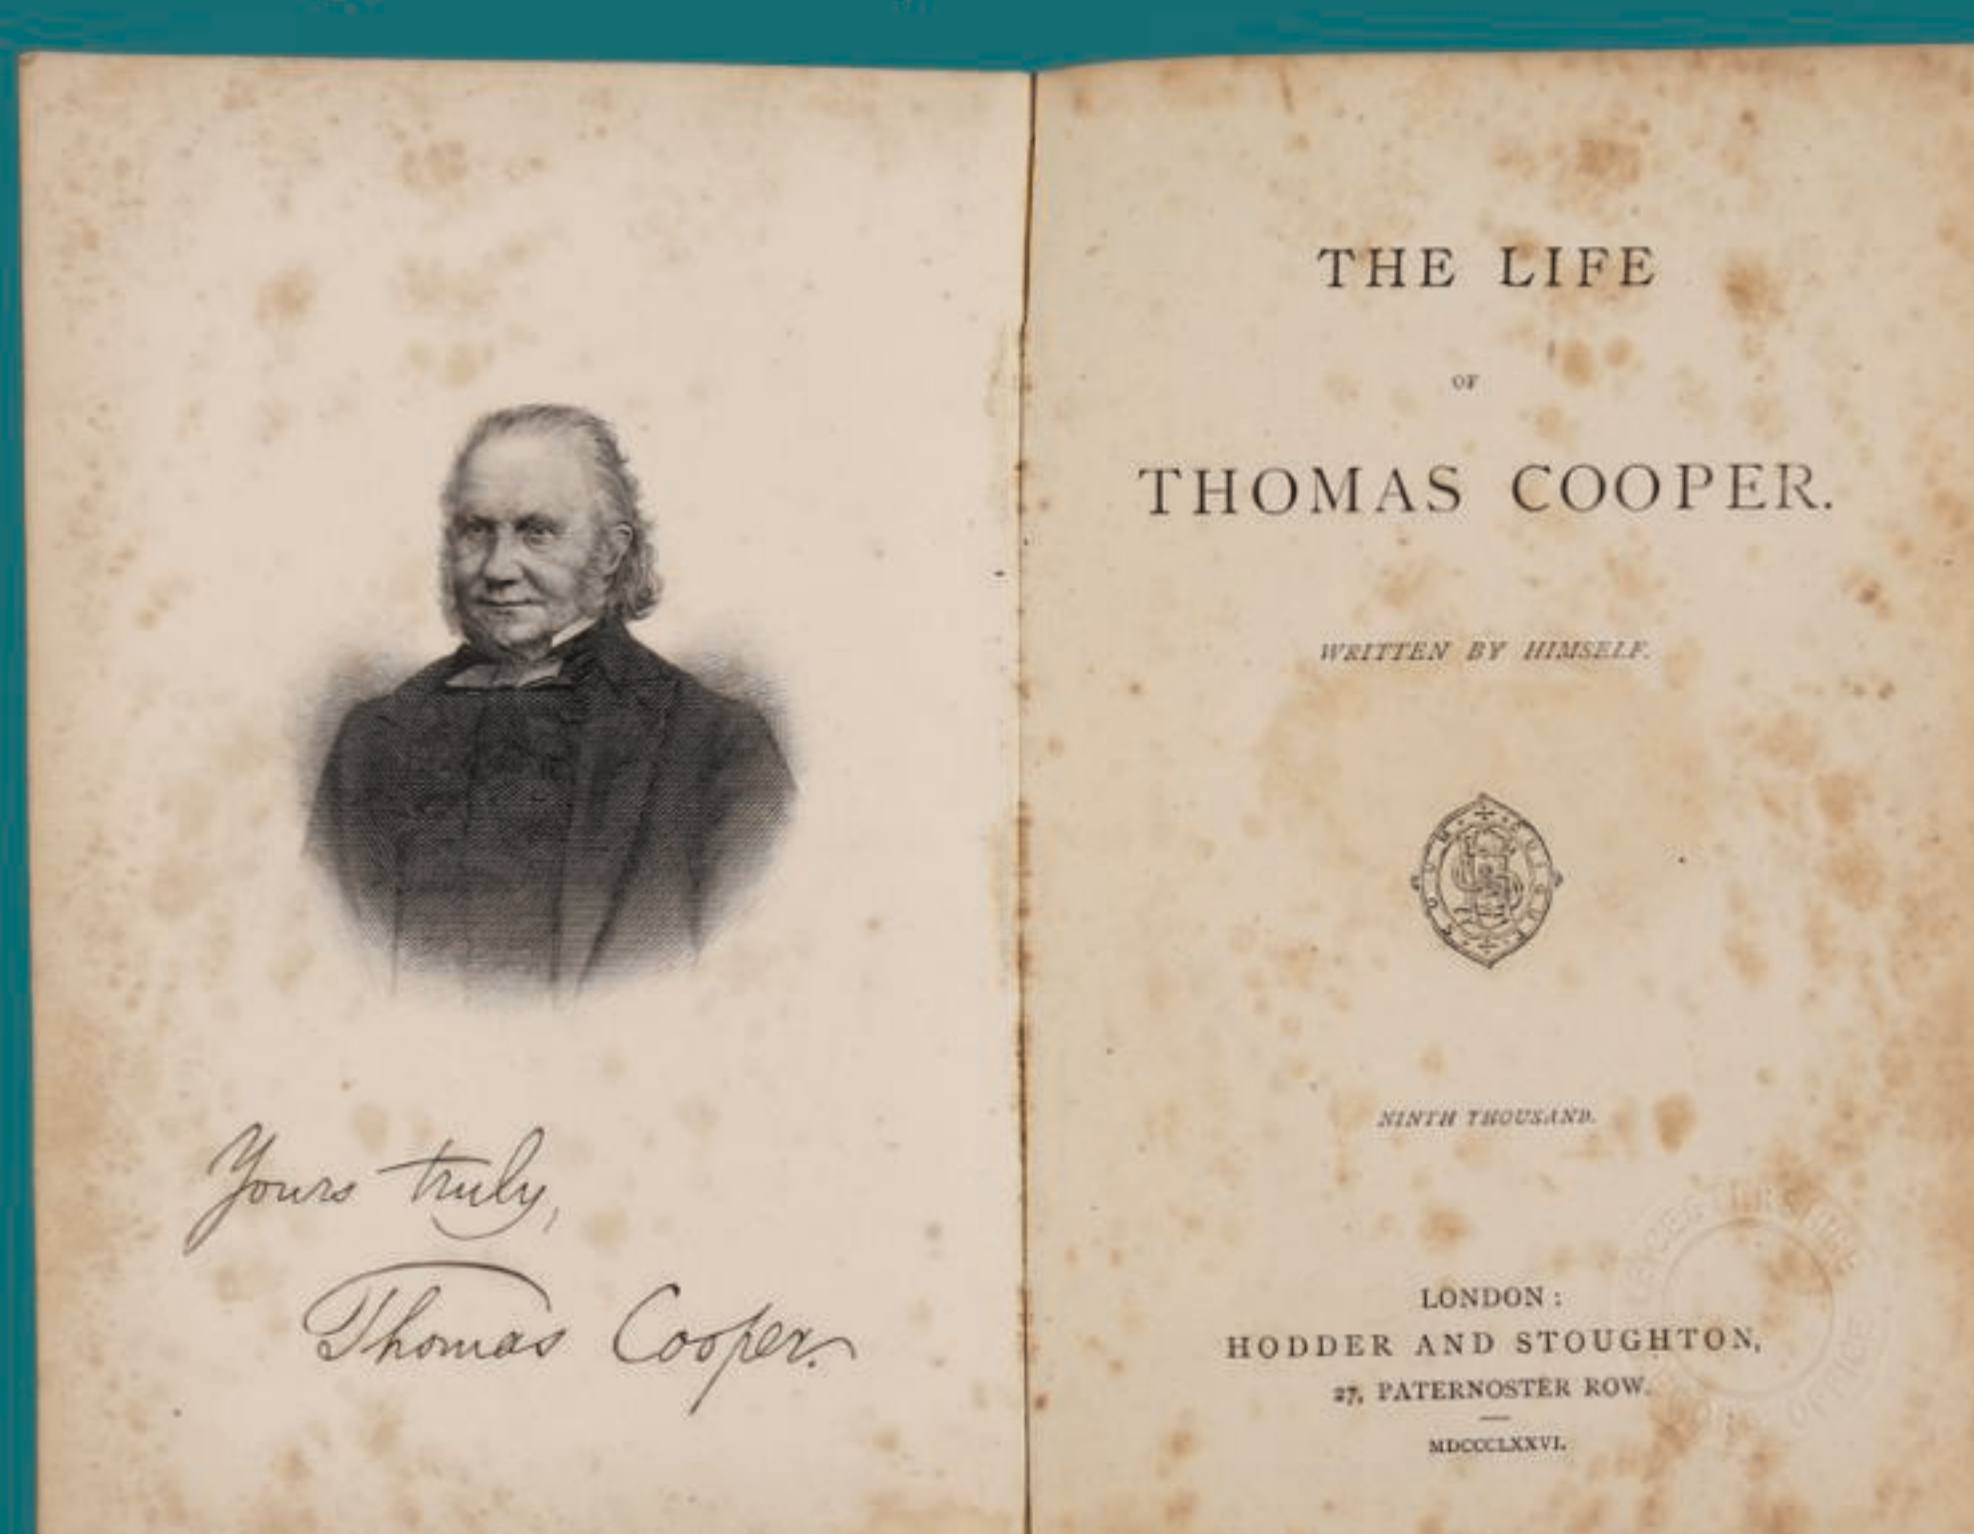 Yours truly,
Thomas Cooper.
THE LIFE
OF
THOMAS COOPER.
WRITTEN BY HIMSELF.
NINTH THOUSAND.
LONDON:
HODDER AND STOUGHTON,
27, PATERNOSTER ROW.
MDCCCLXXVI.